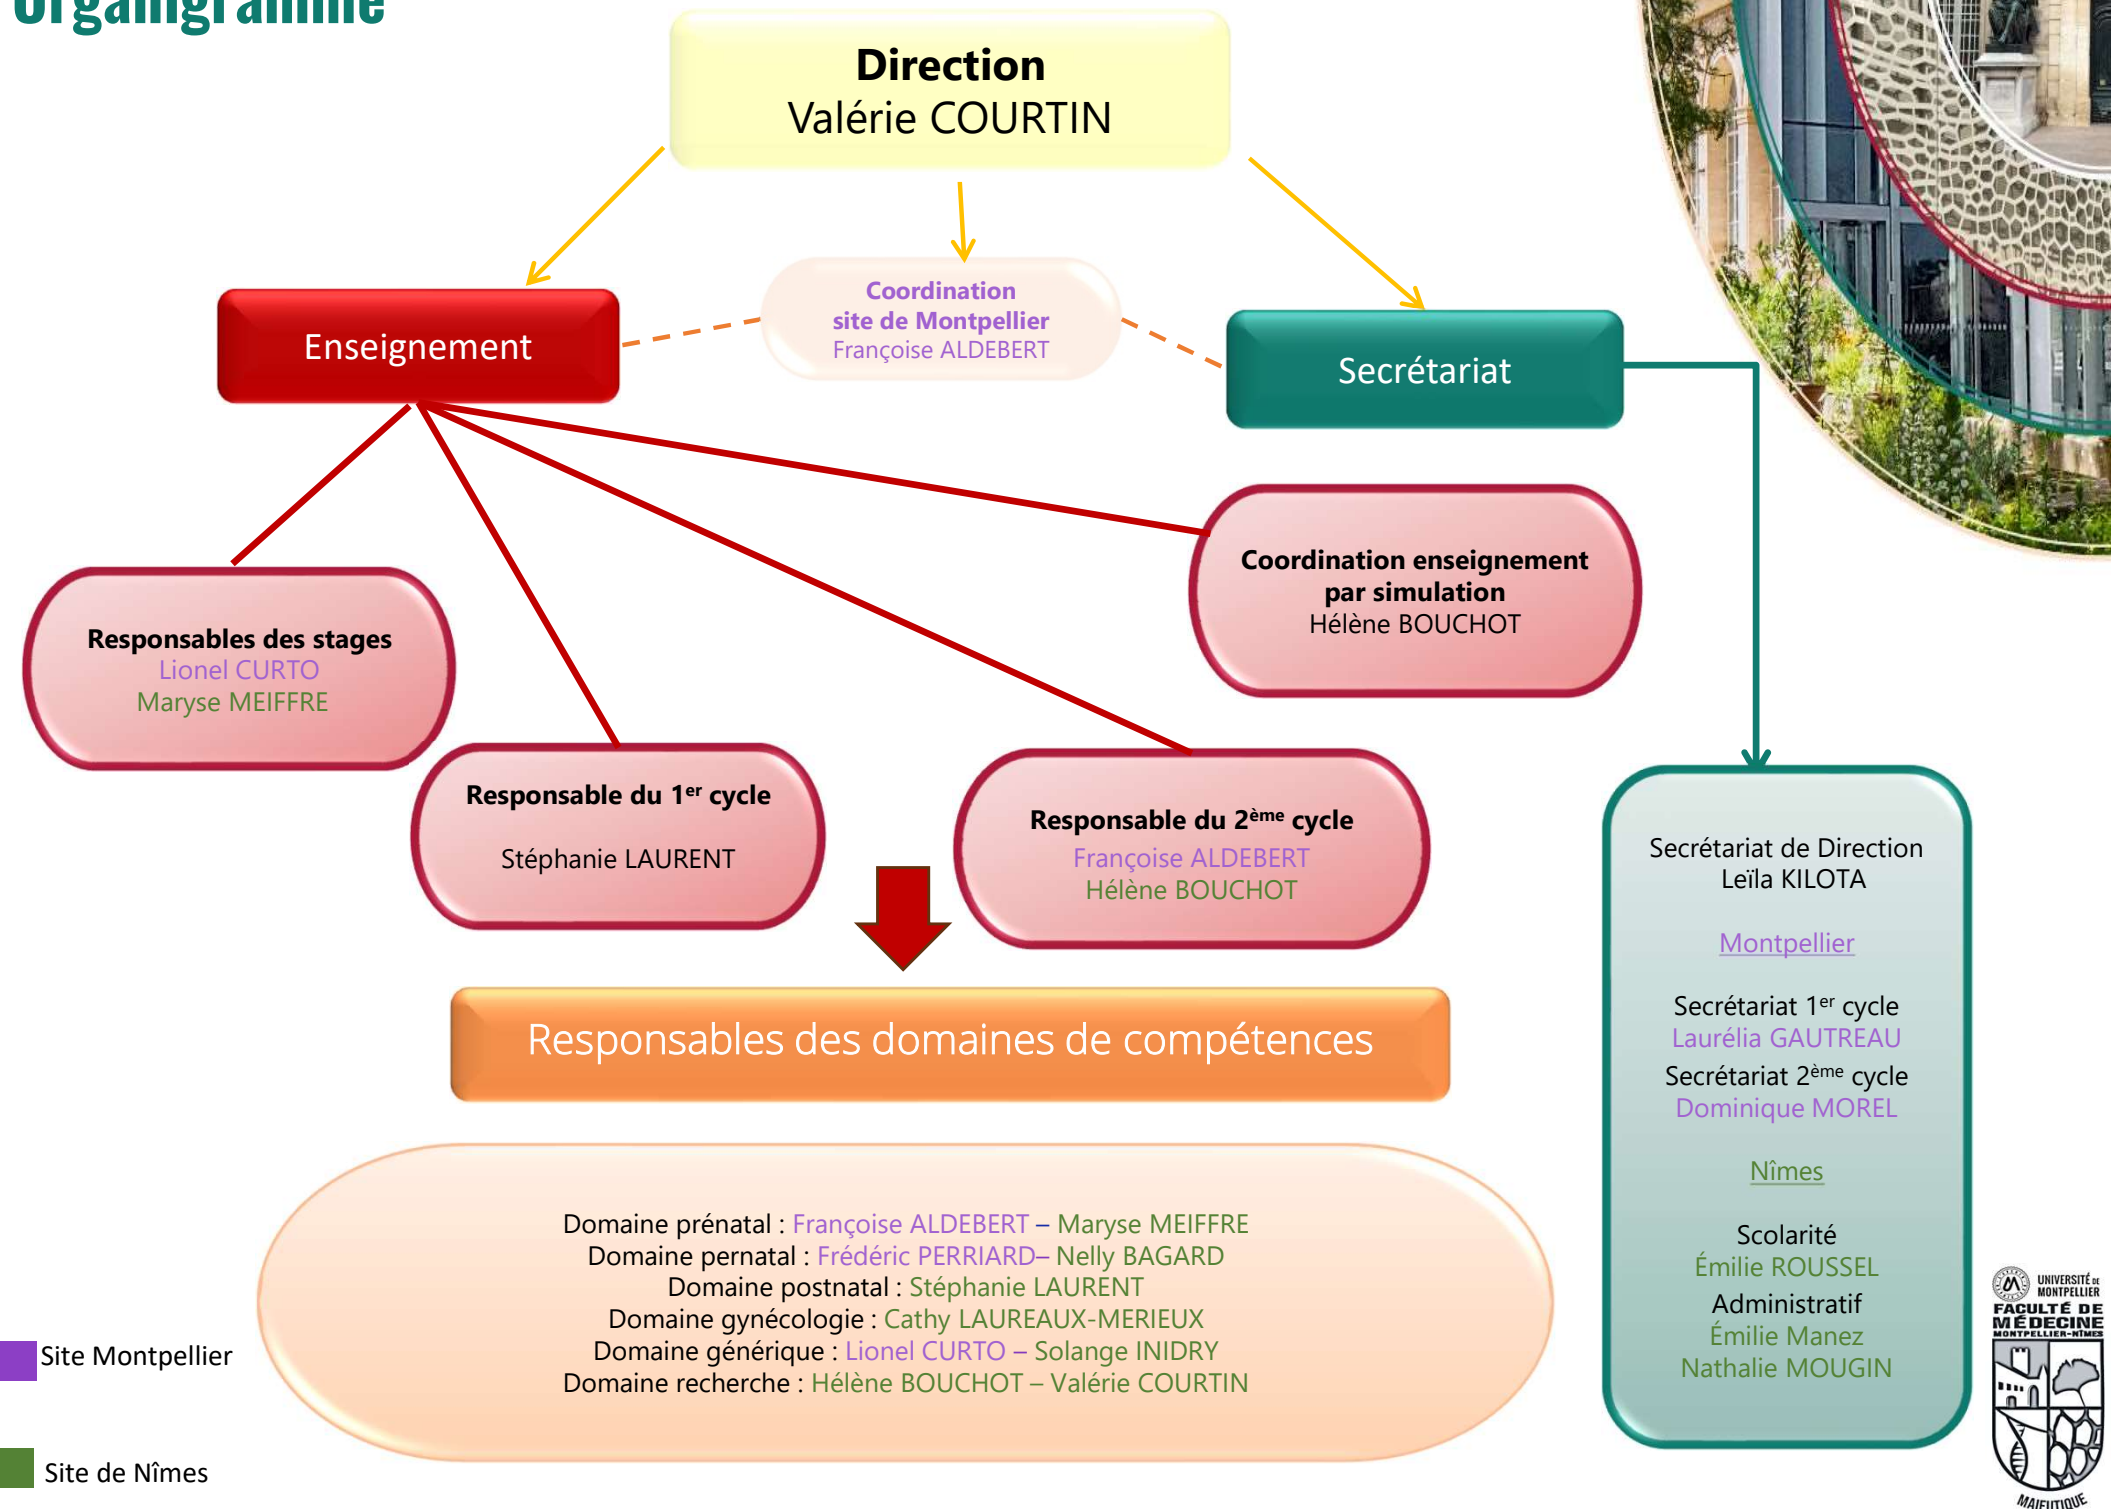 Organigramme
Direction
Valérie COURTIN
Coordination
site de Montpellier
Françoise ALDEBERT
Enseignement
Secrétariat
Coordination enseignement
par simulation
Hélène BOUCHOT
Responsables des stages
Lionel CURTO
Maryse MEIFFRE
Responsable du 1er cycle
Stéphanie LAURENT
Responsable du 2ème cycle
Françoise ALDEBERT
Hélène BOUCHOT
Secrétariat de Direction
Leïla KILOTA
Montpellier
Secrétariat 1er cycle
Laurélia GAUTREAU
Secrétariat 2ème cycle
Dominique MOREL
Nîmes
Scolarité
Émilie ROUSSEL
Administratif
Émilie Manez
Nathalie MOUGIN
Responsables des domaines de compétences
Domaine prénatal : Françoise ALDEBERT – Maryse MEIFFRE
Domaine pernatal : Frédéric PERRIARD– Nelly BAGARD
Domaine postnatal : Stéphanie LAURENT
Domaine gynécologie : Cathy LAUREAUX-MERIEUX
Domaine générique : Lionel CURTO – Solange INIDRY
Domaine recherche : Hélène BOUCHOT – Valérie COURTIN
Site Montpellier
Site de Nîmes
UNIVERSITÉ DE
MONTPELLIER
FACULTÉ DE
MÉDECINE
MONTPELLIER-NÎMES
MAIEUTIQUE